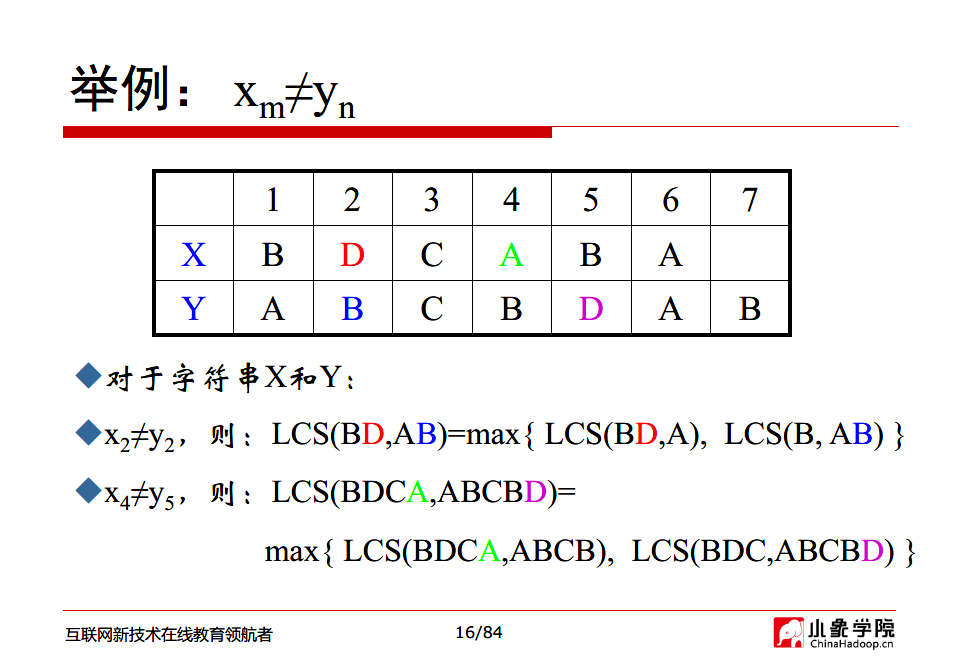 举例： xm≠yn
1 2 3 4 5 6 7
X B D C A B A
Y A B C B D A B
◆对于字符串X和Y：
◆x2≠y2，则：LCS(BD,AB)=max{ LCS(BD,A), LCS(B, AB) }
◆x4≠y5，则：LCS(BDCA,ABCBD)=
max{ LCS(BDCA,ABCB), LCS(BDC,ABCBD) }
互联网新技术在线教育领航者
16/84
小象学院
ChinaHadoop.cn